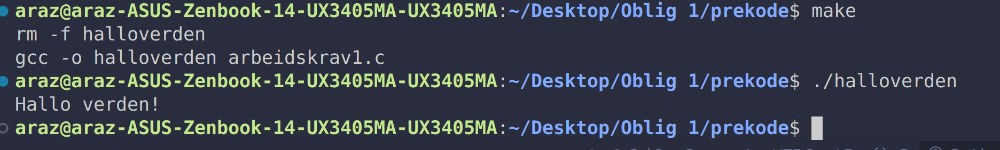 araz@araz-ASUS-Zenbook-14-UX3405MA-UX3405MA:~/Desktop/Oblig 1/prekode$ make
rm -f halloverden
gcc -o halloverden arbeidskrav1.c
araz@araz-ASUS-Zenbook-14-UX3405MA-UX3405MA:~/Desktop/Oblig 1/prekode$ ./halloverden
Hallo verden!
araz@araz-ASUS-Zenbook-14-UX3405MA-UX3405MA:~/Desktop/Oblig 1/prekode$